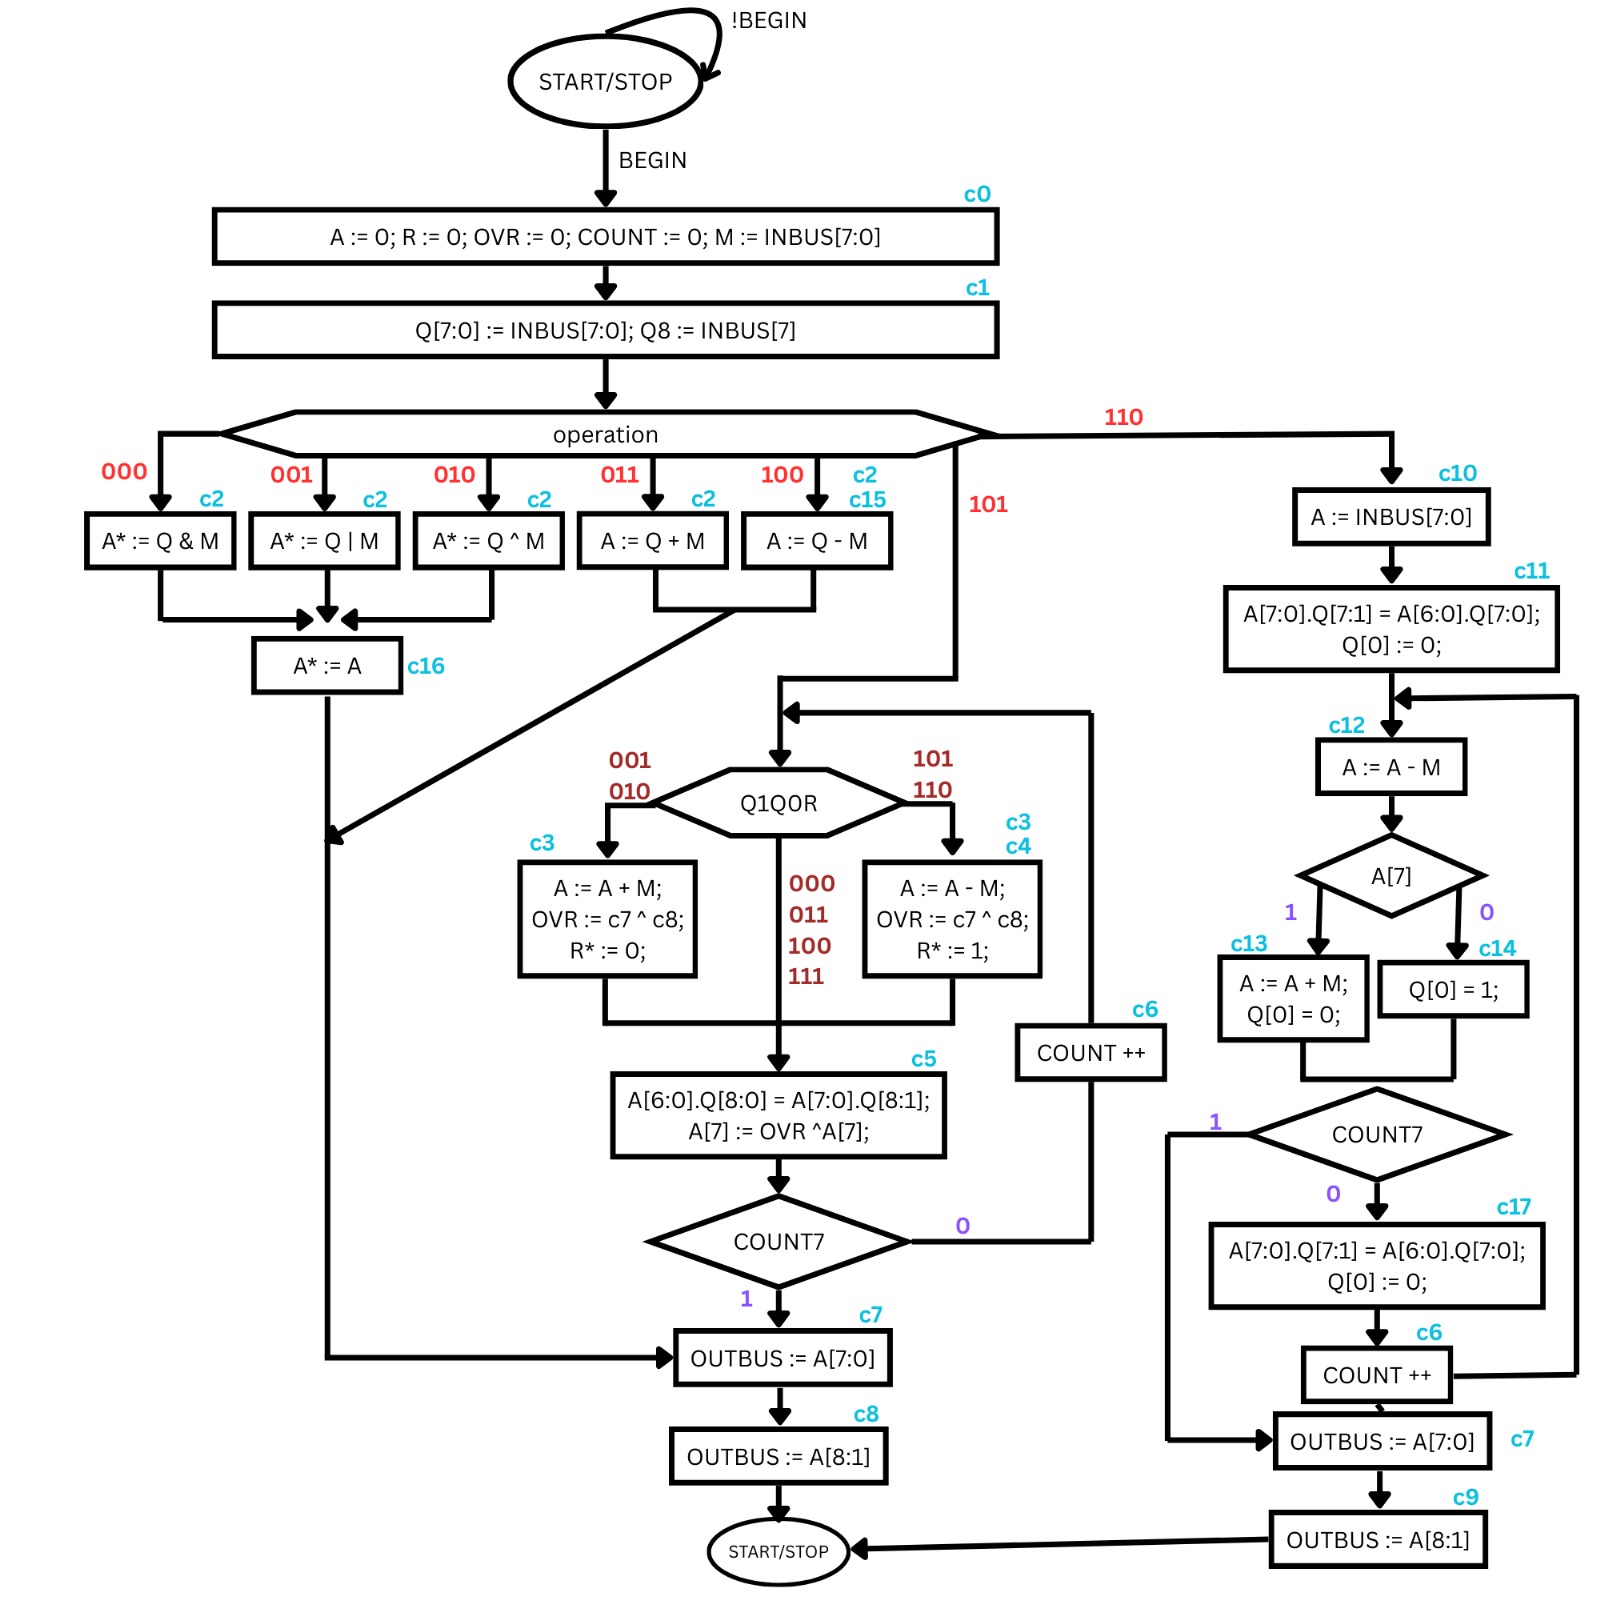 !BEGIN
START/STOP
BEGIN
c0
A := 0; R := 0; OVR := 0; COUNT := 0; M := INBUS[7:0]
c1
Q[7:0] := INBUS[7:0]; Q8 := INBUS[7]
operation
110
000
001
010
011
100
c2
101
c2
c2
c2
c2
c15
A* := Q & M
A* := Q | M
A* := Q ^ M
A := Q + M
A := Q - M
A* := A
c16
c10
A := INBUS[7:0]
c11
A[7:0].Q[7:1] = A[6:0].Q[7:0];
Q[0] := 0;
c12
A := A - M
A[7]
1
0
c13
A := A + M;
Q[0] = 0;
c14
Q[0] = 1;
001
010
Q1Q0R
101
110
c3
A := A + M;
OVR := c7 ^ c8;
R* := 0;
000
011
100
111
c3
c4
A := A - M;
OVR := c7 ^ c8;
R* := 1;
c6
COUNT ++
c5
A[6:0].Q[8:0] = A[7:0].Q[8:1];
A[7] := OVR ^A[7];
COUNT7
0
1
c7
OUTBUS := A[7:0]
c8
OUTBUS := A[8:1]
START/STOP
COUNT7
1
0
c17
A[7:0].Q[7:1] = A[6:0].Q[7:0];
Q[0] := 0;
c6
COUNT ++
OUTBUS := A[7:0]
c7
c9
OUTBUS := A[8:1]